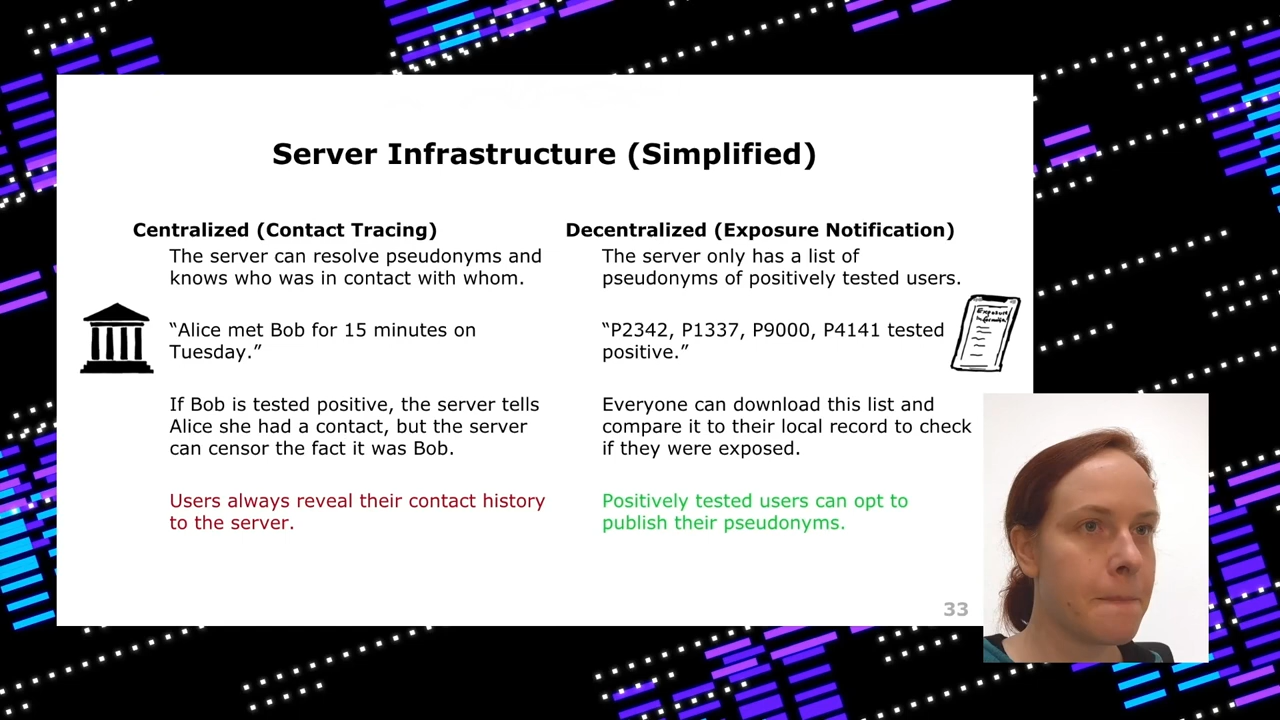 Server Infrastructure (Simplified)
Centralized (Contact Tracing)
The server can resolve pseudonyms and
knows who was in contact with whom.
“Alice met Bob for 15 minutes on
Tuesday.”
If Bob is tested positive, the server tells
Alice she had a contact, but the server
can censor the fact it was Bob.
Users always reveal their contact history
to the server.
Decentralized (Exposure Notification)
The server only has a list of
pseudonyms of positively tested users.
“P2342, P1337, P9000, P4141 tested
positive.”
Exposure
Information
Everyone can download this list and
compare it to their local record to check
if they were exposed.
Positively tested users can opt to
publish their pseudonyms.
33